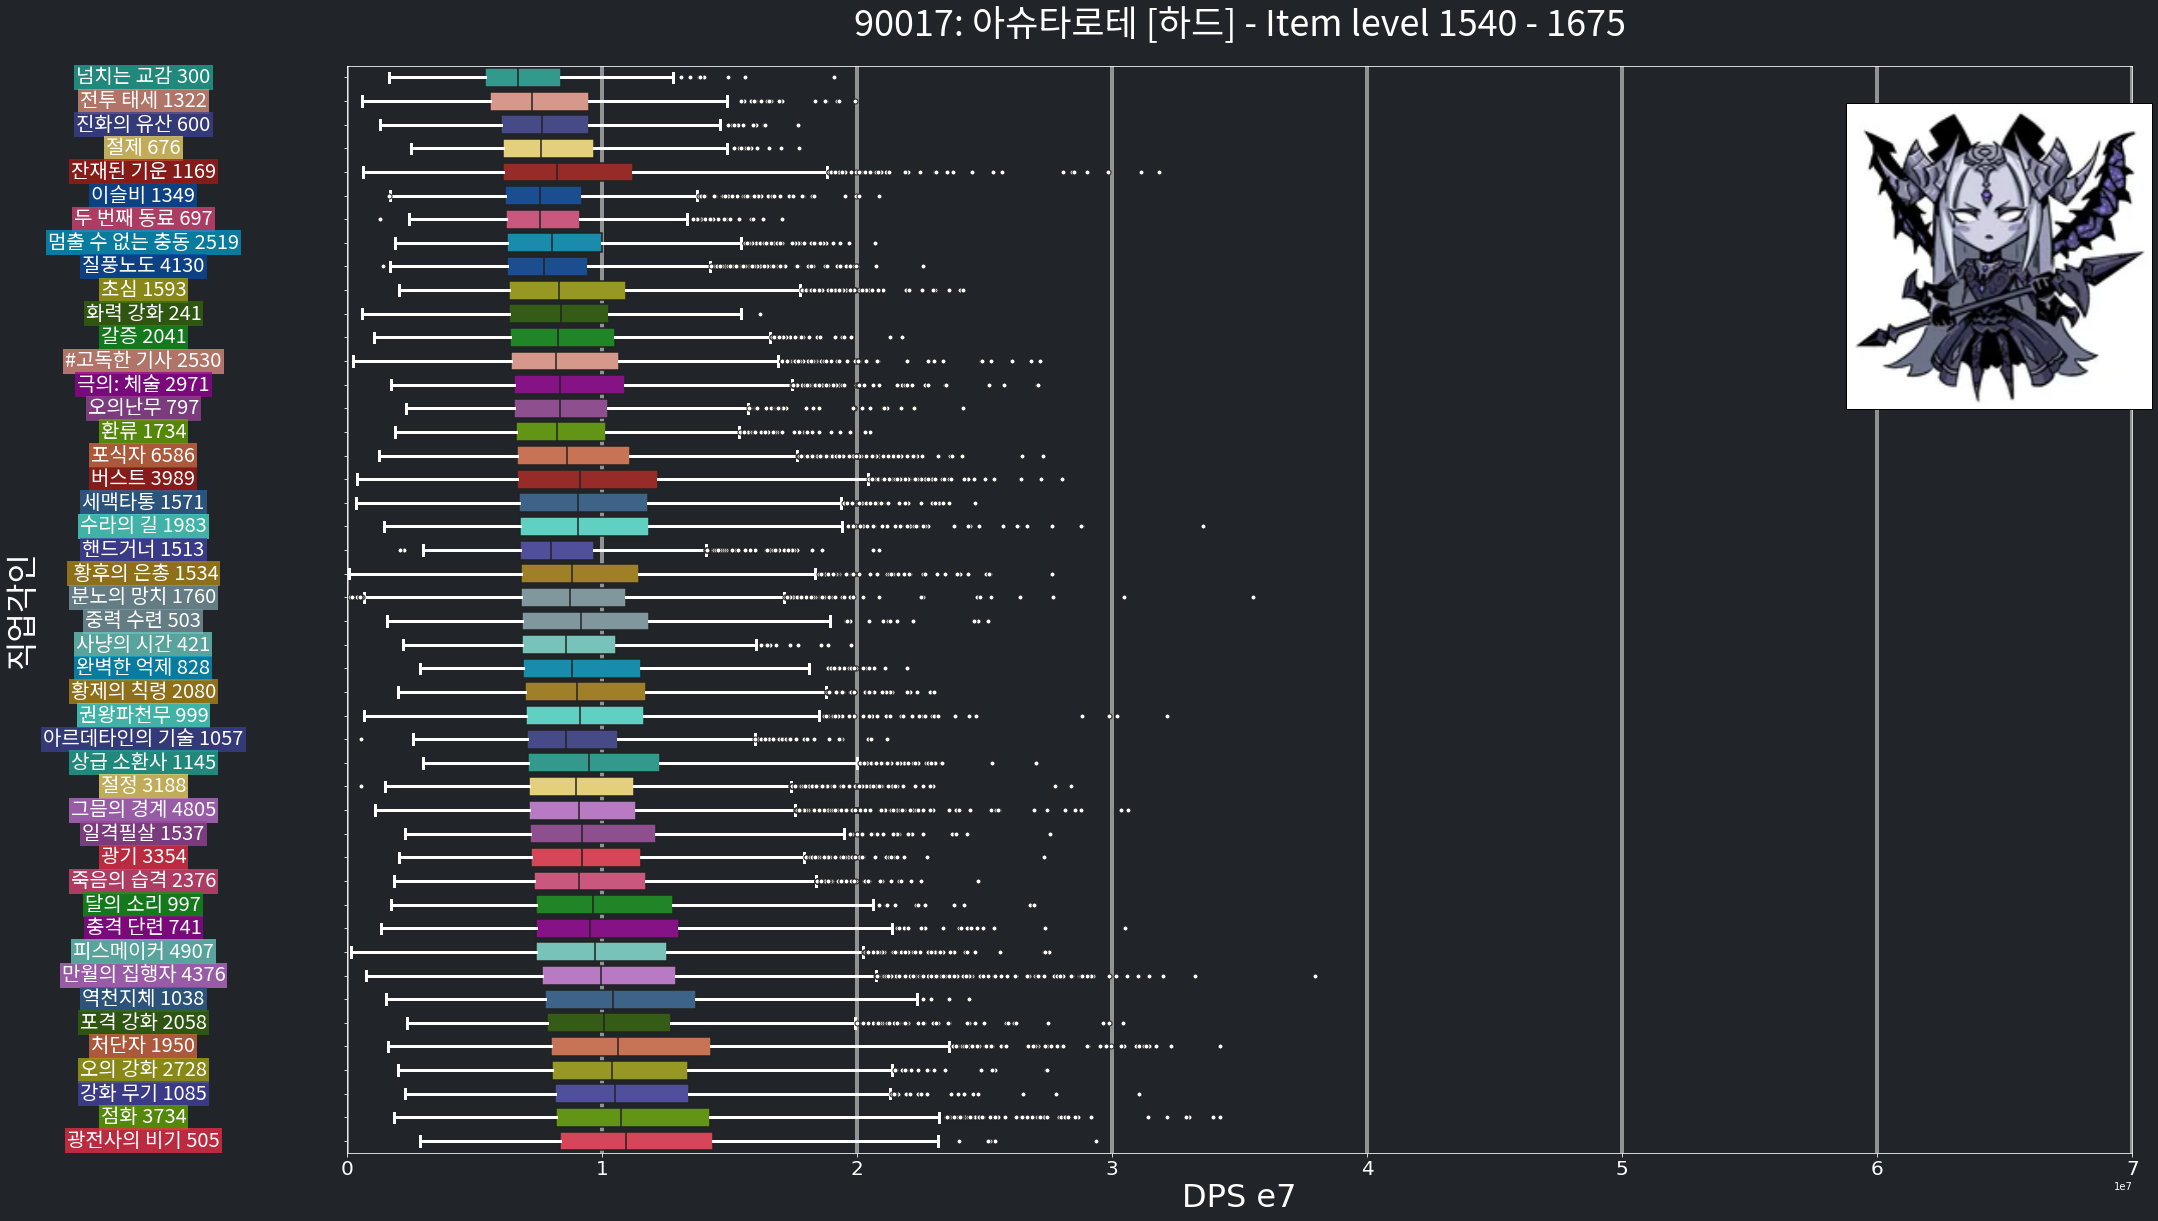 90017: 아슈타로테 [하드] - Item level 1540 - 1675
넘치는 교감 300
전투 태세 1322
진화의 유산 600
절제 676
잔재된 기운 1169
이슬비 1349
두 번째 동료 697
멈출 수 없는 충동 2519
질풍노도 4130
초심 1593
화력 강화 241
갈증 2041
#고독한 기사 2530
극의: 체술 2971
오의난무 797
환류 1734
포식자 6586
버스트 3989
세맥타통 1571
수라의 길 1983
핸드거너 1513
황후의 은총 1534
분노의 망치 1760
중력 수련 503
사냥의 시간 421
완벽한 억제 828
황제의 칙령 2080
권왕파천무 999
아르데타인의 기술 1057
상급 소환사 1145
절정 3188
그믐의 경계 4805
일격필살 1537
광기 3354
죽음의 습격 2376
달의 소리 997
충격 단련 741
피스메이커 4907
만월의 집행자 4376
역천지체 1038
포격 강화 2058
처단자 1950
오의 강화 2728
강화 무기 1085
점화 3734
광전사의 비기 505
직업각인
0 1 2 3 4 5 6 7
DPS e7
1e7